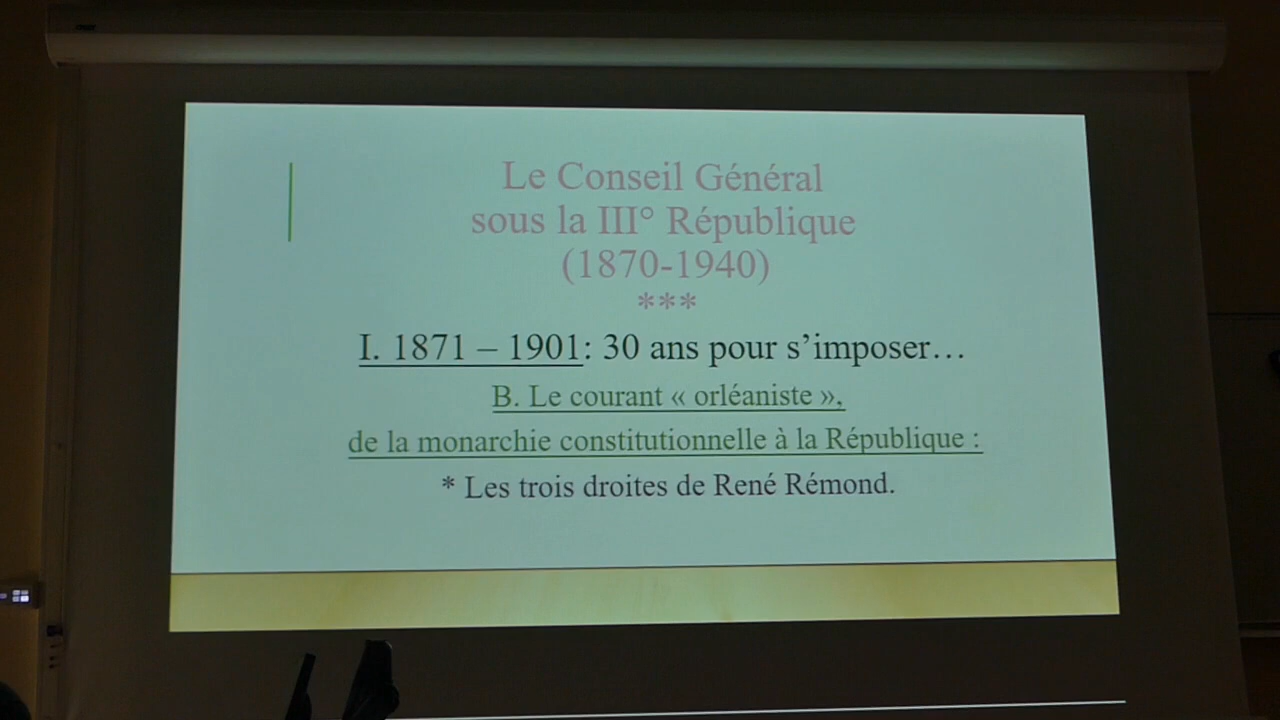 Le Conseil Général
sous la III° République
(1870-1940)
***
I. 1871 – 1901: 30 ans pour s’imposer…
B. Le courant « orléaniste »,
de la monarchie constitutionnelle à la République :
* Les trois droites de René Rémond.